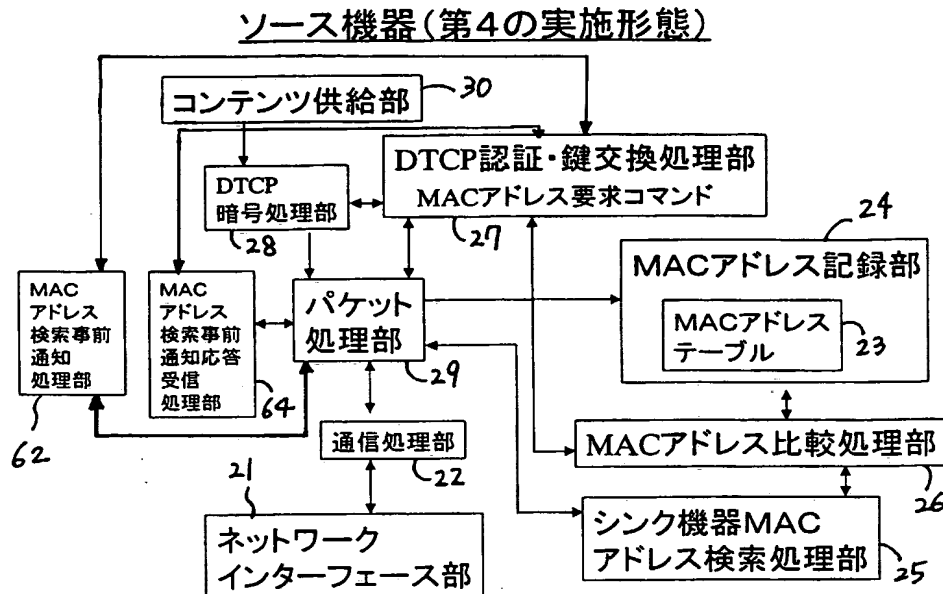 ソース機器(第4の実施形態)
コンテンツ供給部
30
DTCP認証・鍵交換処理部
MACアドレス要求コマンド
27
DTCP
暗号処理部
28
24
MACアドレス記録部
MACアドレス
テーブル
23
MAC
アドレス
検索事前
通知
処理部
62
MAC
アドレス
検索事前
通知応答
受信
処理部
64
パケット
処理部
29
通信処理部
22
MACアドレス比較処理部
26
21
ネットワーク
インターフェース部
シンク機器MAC
アドレス検索処理部
25